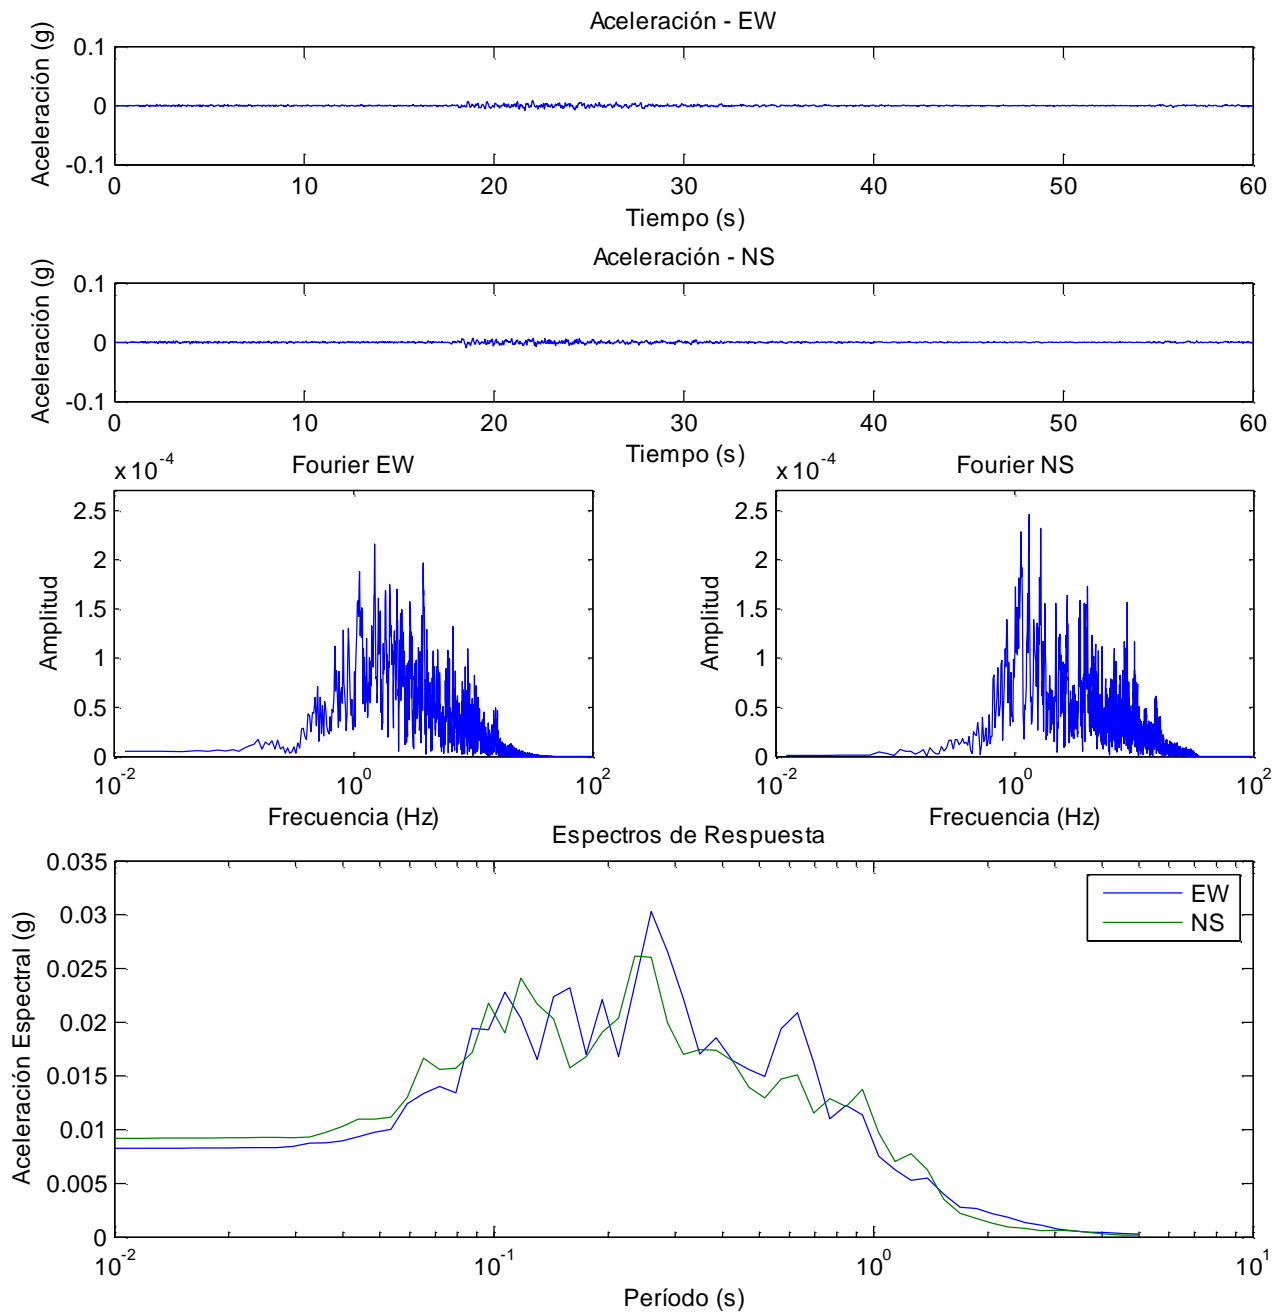 Aceleración - EW
Aceleración (g)
0.1
0
-0.1
0 10 20 30 40 50 60
Tiempo (s)
Aceleración - NS
Aceleración (g)
0.1
0
-0.1
0 10 20 30 40 50 60
Tiempo (s)
x 10^-4
Fourier EW
Amplitud
2.5
2
1.5
1
0.5
0
10^-2 10^0 10^2
Frecuencia (Hz)
x 10^-4
Fourier NS
Amplitud
2.5
2
1.5
1
0.5
0
10^-2 10^0 10^2
Frecuencia (Hz)
Espectros de Respuesta
Aceleración Espectral (g)
0.035
0.03
0.025
0.02
0.015
0.01
0.005
0
EW
NS
10^-2 10^-1 10^0 10^1
Período (s)